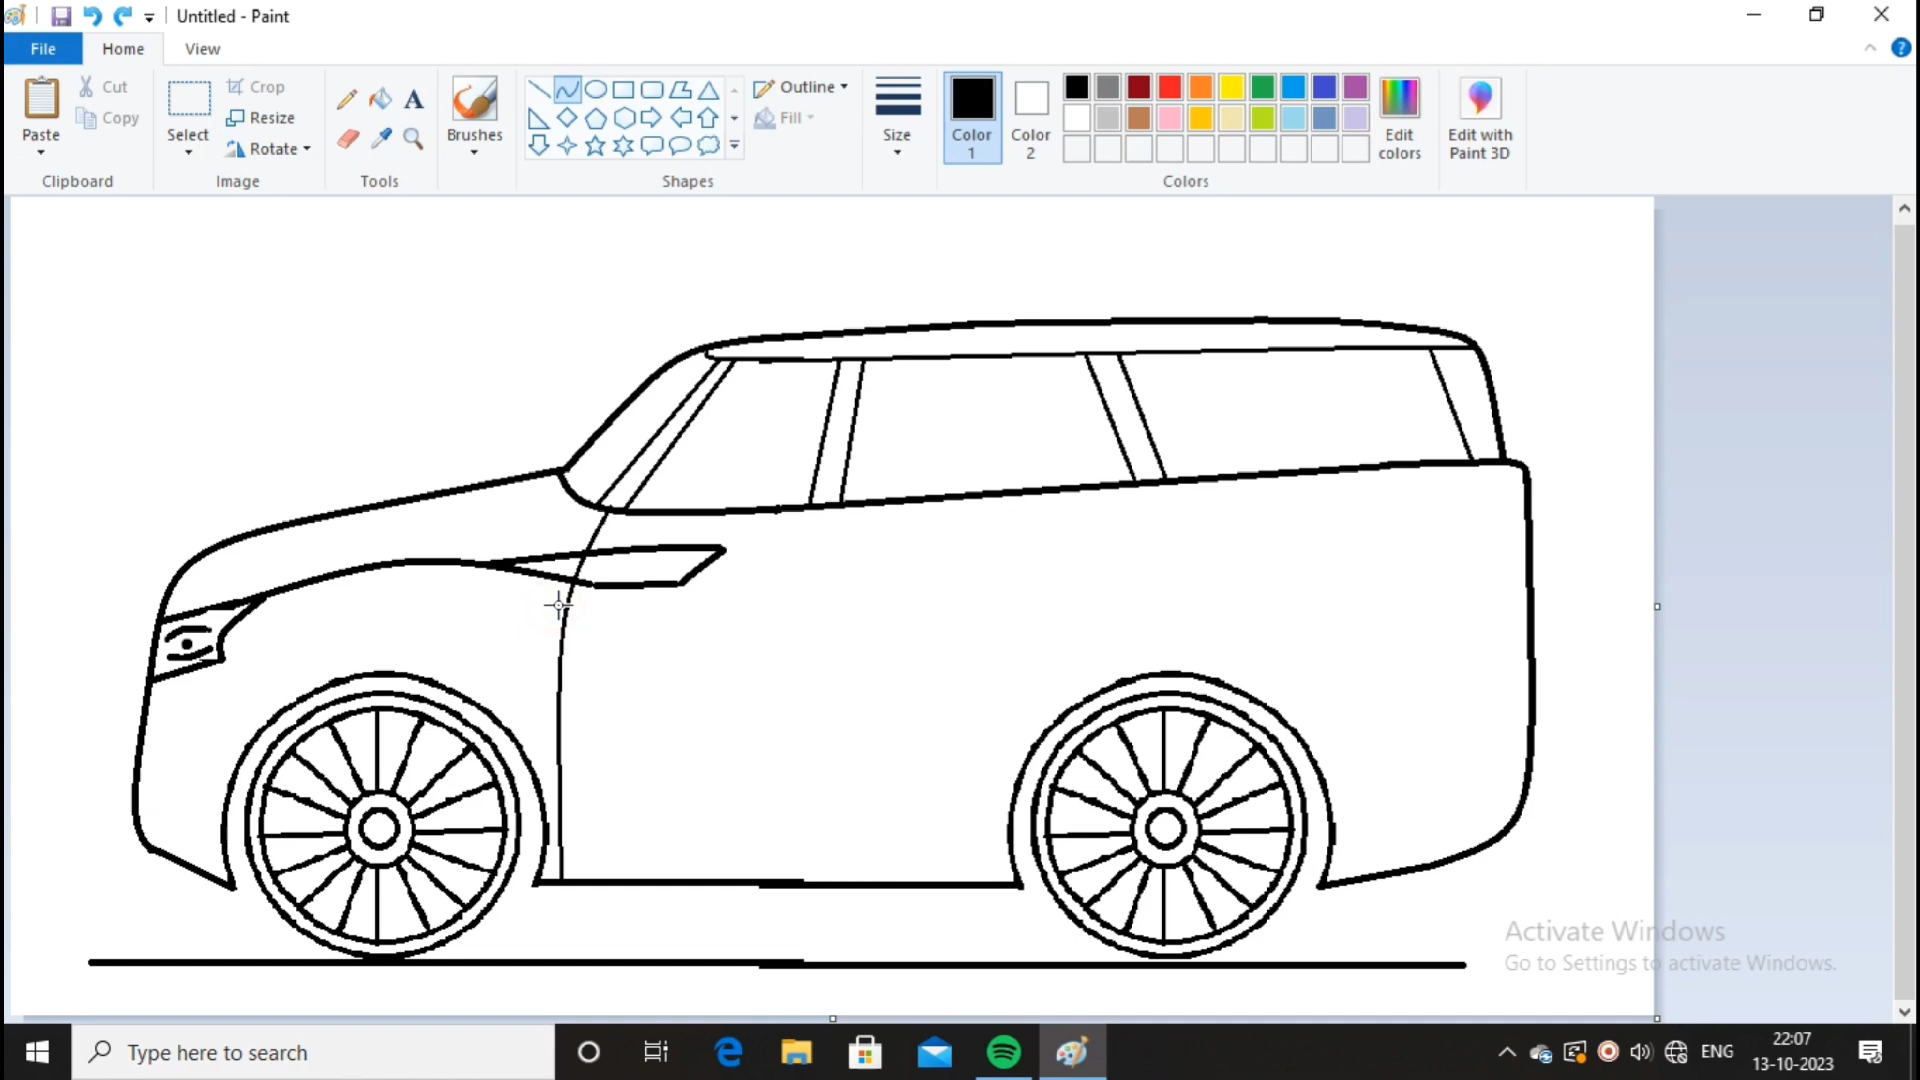 Untitled - Paint
File Home View
Paste Cut Copy Clipboard
Select Crop Resize Rotate Image
A Tools
Brushes
Outline Fill Shapes
Size
Color 1 Color 2
Edit colors Colors
Edit with Paint 3D
?
Activate Windows
Go to Settings to activate Windows.
Type here to search
ENG
22:07
13-10-2023